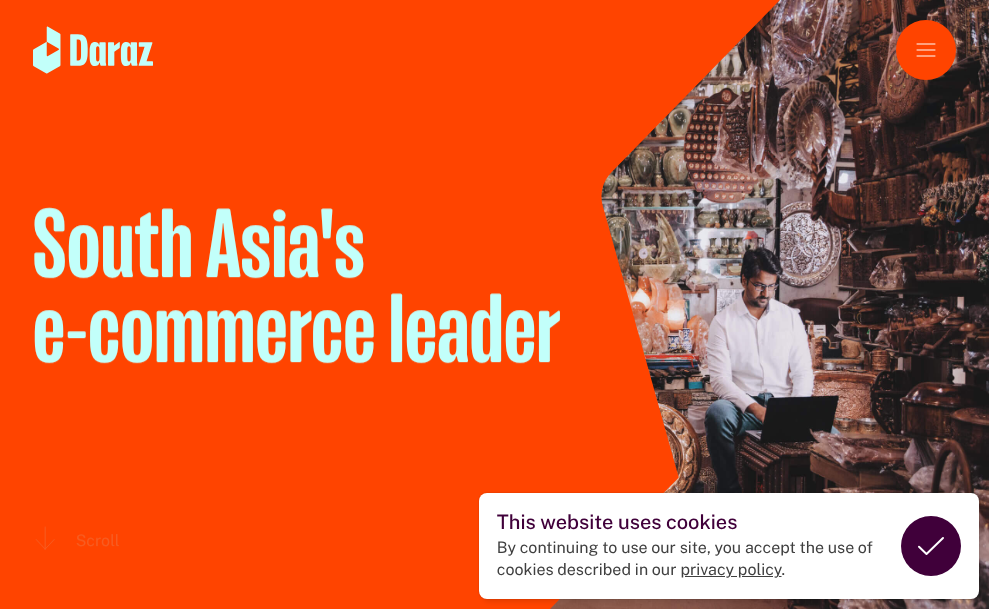 Daraz
South Asia's
e-commerce leader
Scroll
This website uses cookies
By continuing to use our site, you accept the use of
cookies described in our privacy policy.